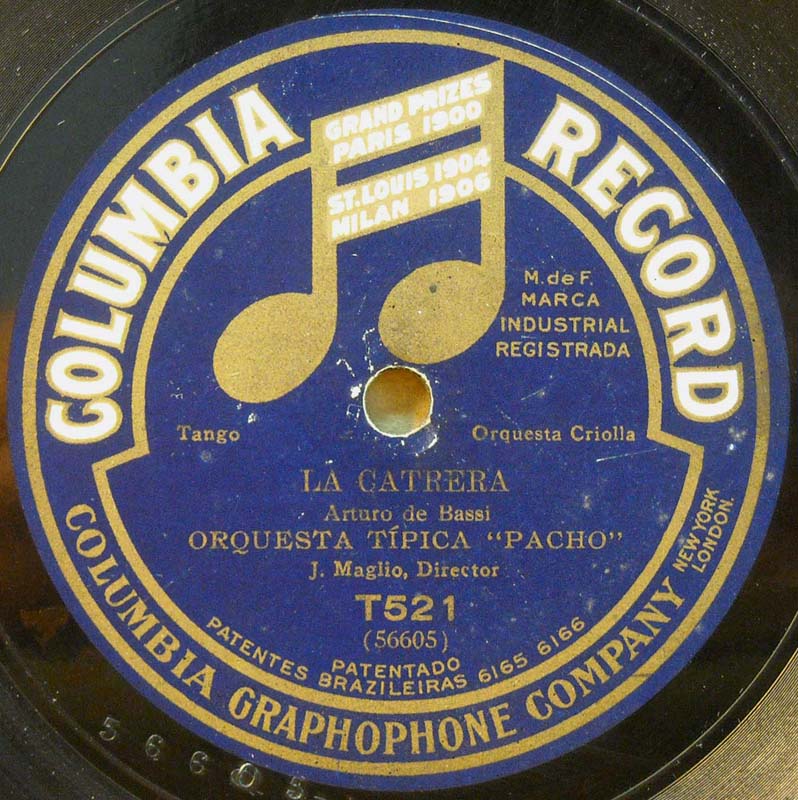 COLUMBIA RECORD
GRAND PRIZES
PARIS 1900
ST. LOUIS 1904
MILAN 1906
M. de F.
MARCA
INDUSTRIAL
REGISTRADA
Tango
Orquesta Criolla
LA CATRERA
Arturo de Bassi
ORQUESTA TÍPICA “PACHO”
J. Maglio, Director
T521
(56605)
PATENTADO
PATENTES BRAZILEIRAS 6165 6166
COLUMBIA GRAPHOPHONE COMPANY
NEW YORK
LONDON.
56605